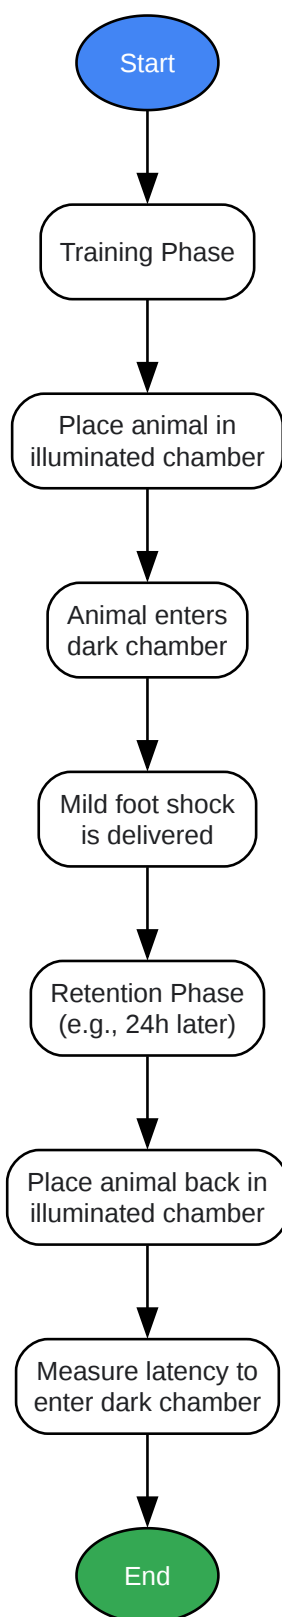 Start
Training Phase
Place animal in
illuminated chamber
Animal enters
dark chamber
Mild foot shock
is delivered
Retention Phase
(e.g., 24h later)
Place animal back in
illuminated chamber
Measure latency to
enter dark chamber
End